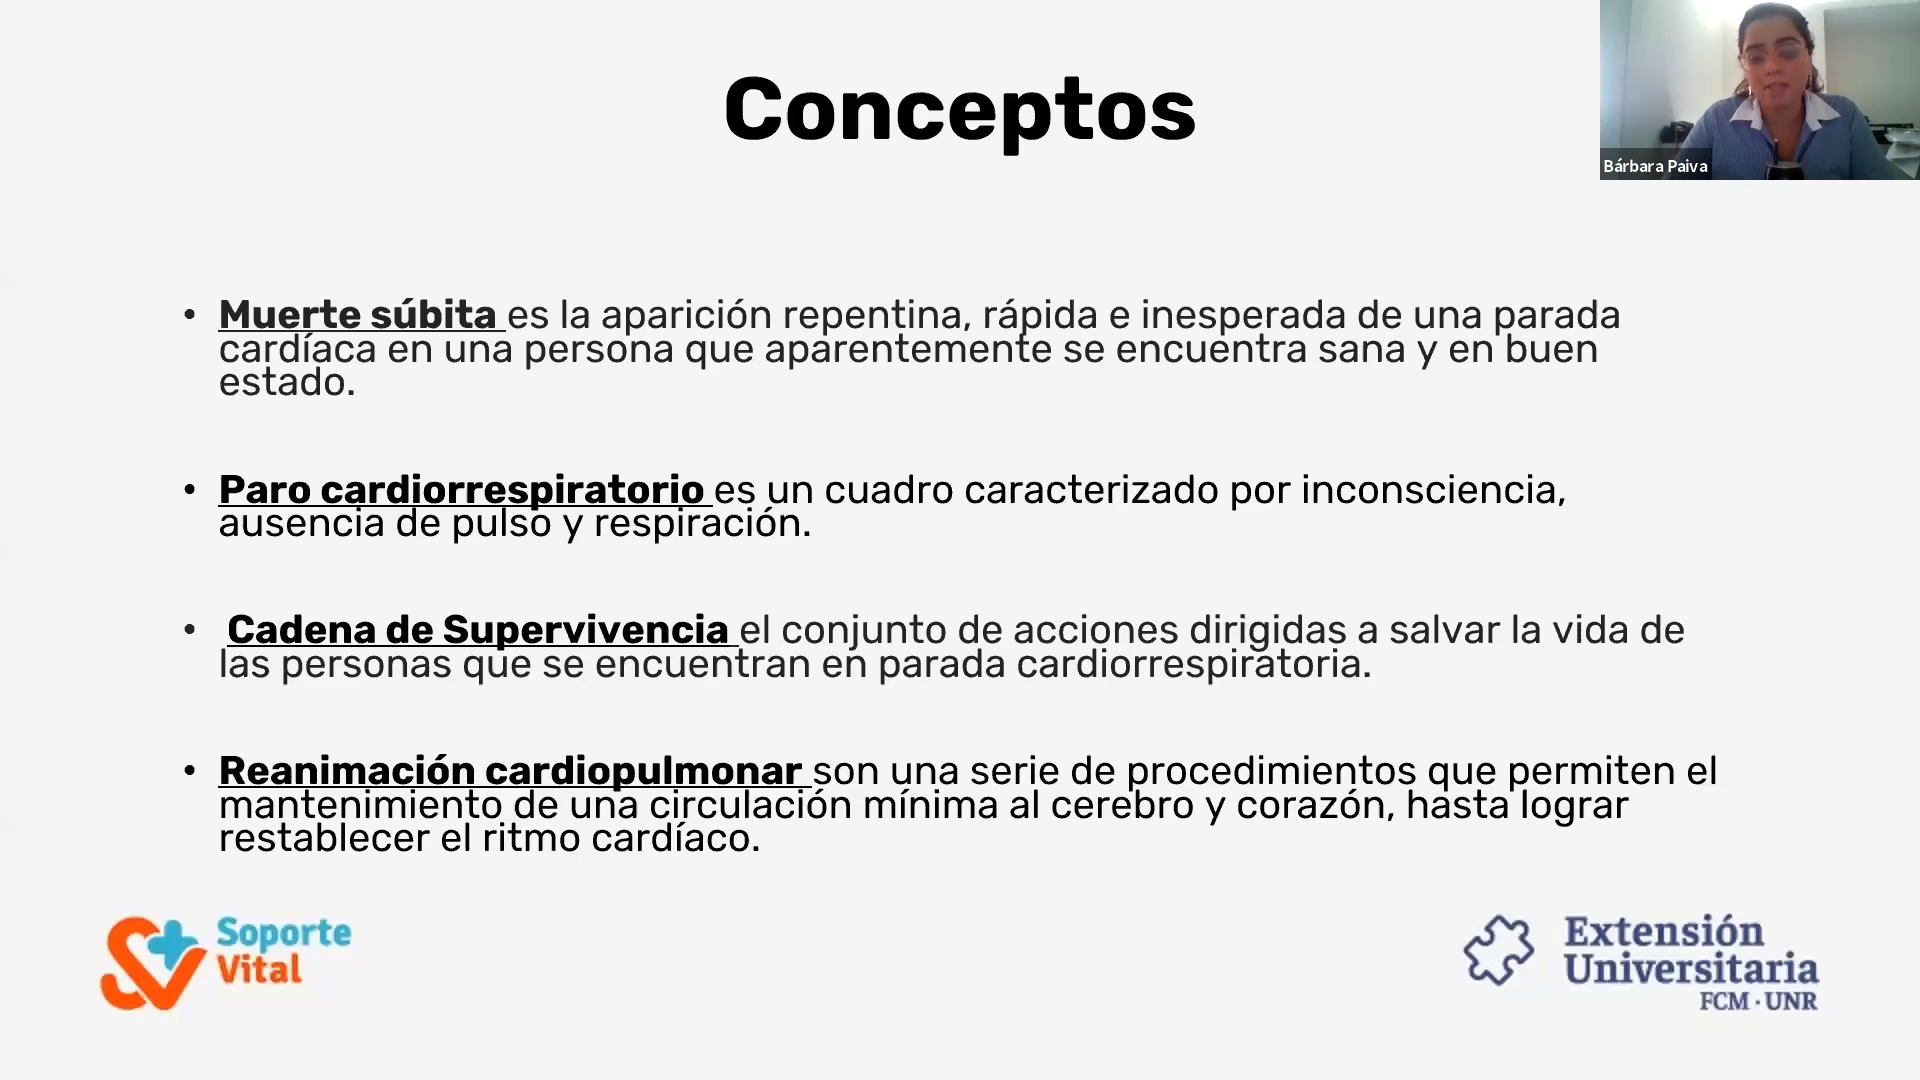 Conceptos
Bárbara Paiva
• Muerte súbita es la aparición repentina, rápida e inesperada de una parada
cardíaca en una persona que aparentemente se encuentra sana y en buen
estado.
• Paro cardiorrespiratorio es un cuadro caracterizado por inconsciencia,
ausencia de pulso y respiración.
• Cadena de Supervivencia el conjunto de acciones dirigidas a salvar la vida de
las personas que se encuentran en parada cardiorrespiratoria.
• Reanimación cardiopulmonar son una serie de procedimientos que permiten el
mantenimiento de una circulación mínima al cerebro y corazón, hasta lograr
restablecer el ritmo cardíaco.
Soporte
Vital
Extensión
Universitaria
FCM · UNR